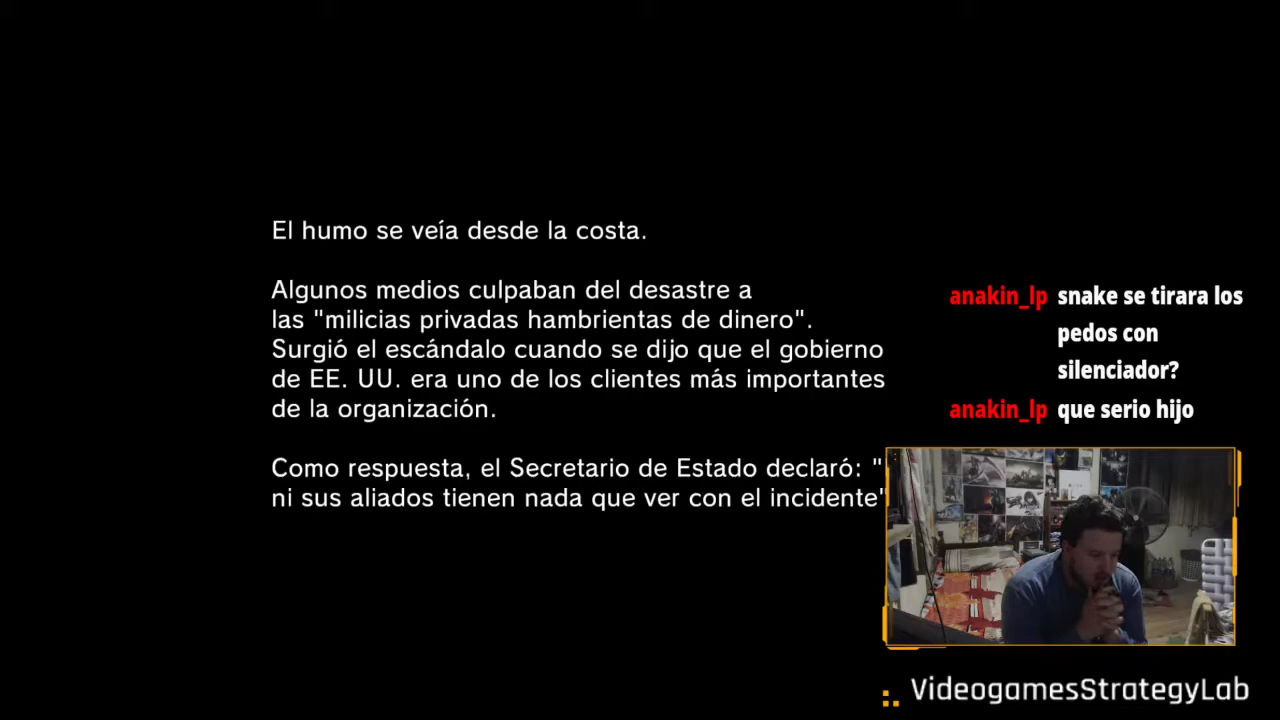 El humo se veía desde la costa.
Algunos medios culpaban del desastre a
las "milicias privadas hambrientas de dinero".
Surgió el escándalo cuando se dijo que el gobierno
de EE. UU. era uno de los clientes más importantes
de la organización.
Como respuesta, el Secretario de Estado declaró: "
ni sus aliados tienen nada que ver con el incidente"
anakin_lp snake se tirara los
pedos con
silenciador?
anakin_lp que serio hijo
VideogamesStrategyLab